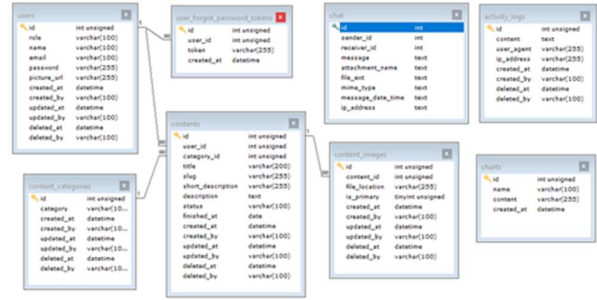 users
id int unsigned
role varchar(100)
name varchar(100)
email varchar(100)
password varchar(255)
picture_url varchar(255)
created_at datetime
created_by varchar(100)
updated_at datetime
updated_by varchar(100)
deleted_at datetime
deleted_by varchar(100)
user_forgot_password_tokens
id int unsigned
user_id int unsigned
token varchar(255)
created_at datetime
chat
id int
sender_id int
receiver_id int
message text
attachment_name text
file_ext text
mime_type text
message_date_time text
ip_address text
activity_logs
id int unsigned
content text
user_agent varchar(255)
ip_address varchar(255)
created_at datetime
content_categories
id int unsigned
category varchar(10...
created_at datetime
created_by varchar(10...
updated_at datetime
updated_by varchar(10...
deleted_at datetime
deleted_by varchar(10...
contents
id int unsigned
user_id int unsigned
category_id int unsigned
title varchar(200)
slug varchar(255)
short_description varchar(255)
description text
status varchar(100)
finished_at date
created_at datetime
created_by varchar(100)
updated_at datetime
updated_by varchar(100)
deleted_at datetime
deleted_by varchar(100)
content_images
id int unsigned
content_id int unsigned
file_location varchar(255)
is_primary tinyint unsigned
created_at datetime
created_by varchar(100)
updated_at datetime
updated_by varchar(100)
deleted_at datetime
deleted_by varchar(100)
charts
id int unsigned
name varchar(100)
content varchar(255)
created_at datetime